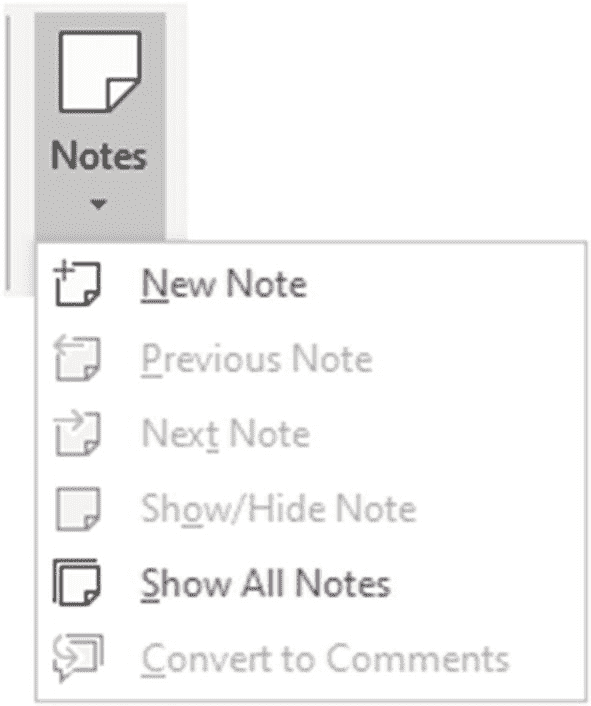 Notes
New Note
Previous Note
Next Note
Show/Hide Note
Show All Notes
Convert to Comments